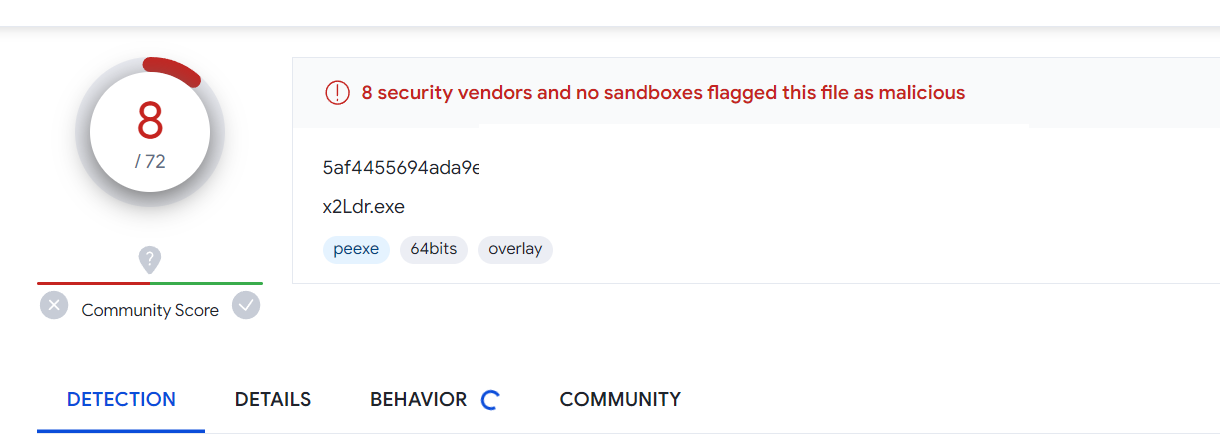 8
/ 72
Community Score
8 security vendors and no sandboxes flagged this file as malicious
5af4455694ada9e
x2Ldr.exe
peexe 64bits overlay
DETECTION DETAILS BEHAVIOR COMMUNITY